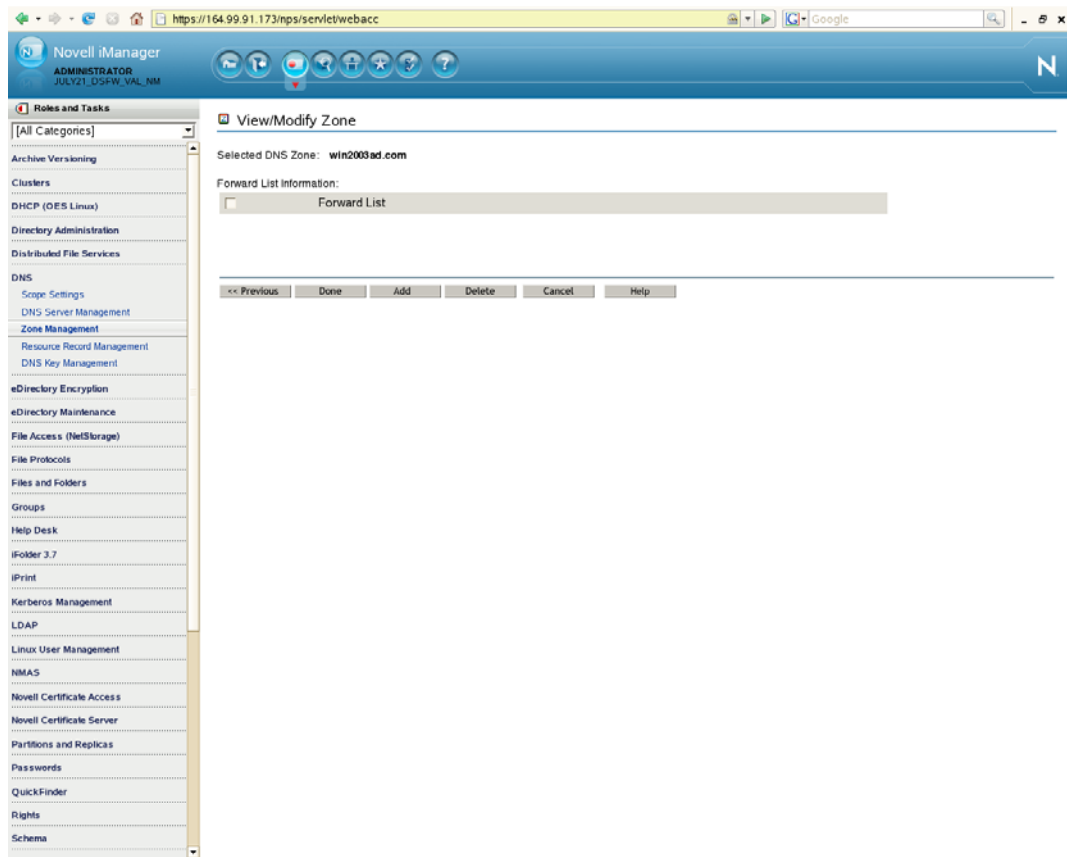 https://164.99.91.173/nps/servlet/webacc
Google
Novell iManager
ADMINISTRATOR
JULY21_DSFW_VAL_NM
N
Roles and Tasks
[All Categories]
Archive Versioning
Clusters
DHCP (OES Linux)
Directory Administration
Distributed File Services
DNS
Scope Settings
DNS Server Management
Zone Management
Resource Record Management
DNS Key Management
eDirectory Encryption
eDirectory Maintenance
File Access (NetStorage)
File Protocols
Files and Folders
Groups
Help Desk
iFolder 3.7
iPrint
Kerberos Management
LDAP
Linux User Management
NMAS
Novell Certificate Access
Novell Certificate Server
Partitions and Replicas
Passwords
QuickFinder
Rights
Schema
View/Modify Zone
Selected DNS Zone: win2003ad.com
Forward List Information:
Forward List
<< Previous Done Add Delete Cancel Help